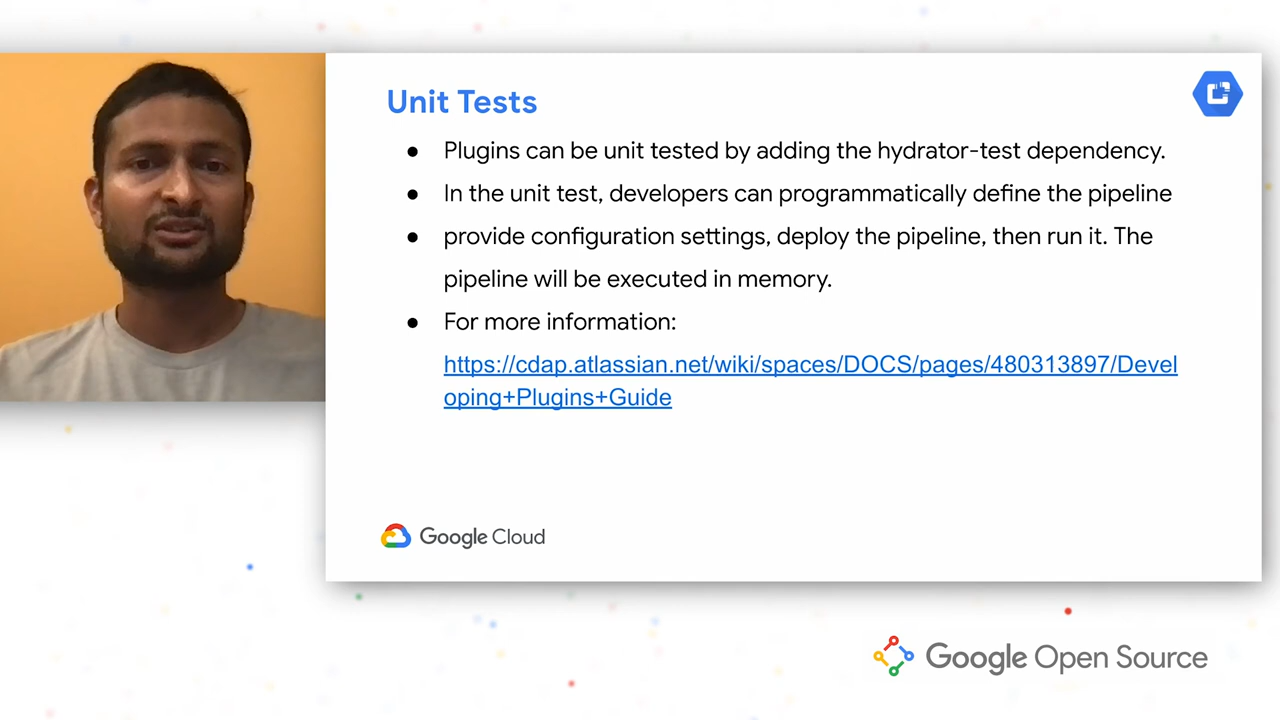 Unit Tests
● Plugins can be unit tested by adding the hydrator-test dependency.
● In the unit test, developers can programmatically define the pipeline
● provide configuration settings, deploy the pipeline, then run it. The
pipeline will be executed in memory.
● For more information:
https://cdap.atlassian.net/wiki/spaces/DOCS/pages/480313897/Devel
oping+Plugins+Guide
Google Cloud
Google Open Source